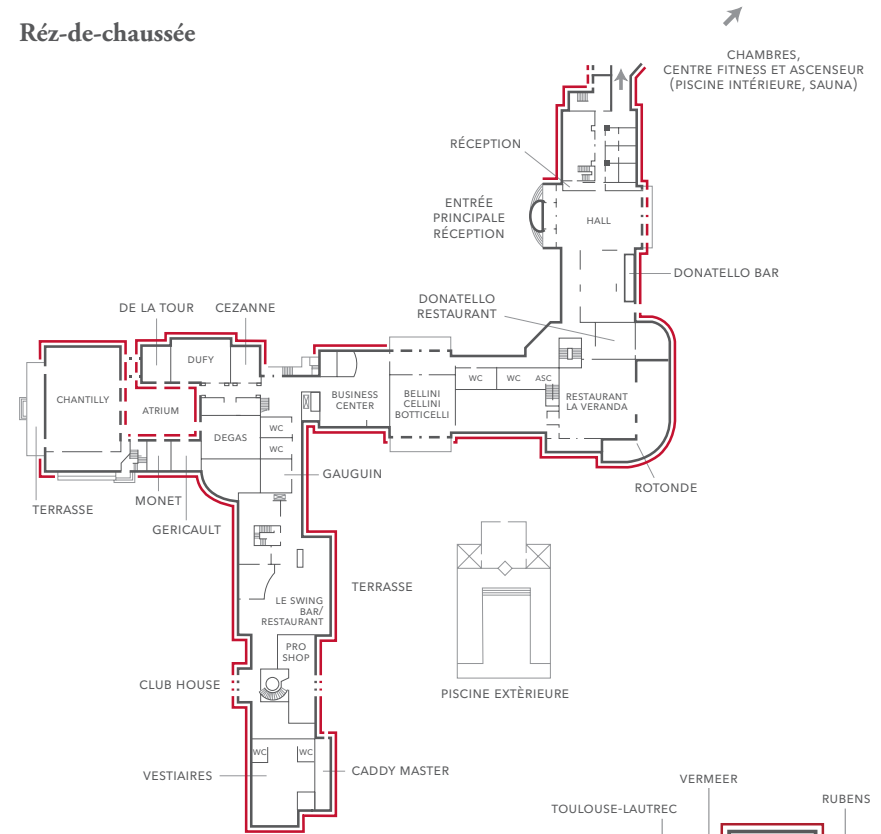 Réz-de-chaussée
CHAMBRES,
CENTRE FITNESS ET ASCENSEUR
(PISCINE INTÉRIEURE, SAUNA)
RÉCEPTION
ENTRÉE
PRINCIPALE
RÉCEPTION
HALL
DONATELLO BAR
DONATELLO
RESTAURANT
DE LA TOUR
CEZANNE
DUFY
CHANTILLY
ATRIUM
DEGAS
WC
WC
BUSINESS
CENTER
BELLINI
CELLINI
BOTTICELLI
WC
WC
ASC
RESTAURANT
LA VERANDA
ROTONDE
GAUGUIN
TERRASSE
MONET
GERICAULT
TERRASSE
LE SWING
BAR/
RESTAURANT
PRO
SHOP
CLUB HOUSE
PISCINE EXTÈRIEURE
WC
WC
VESTIAIRES
CADDY MASTER
VERMEER
TOULOUSE-LAUTREC
RUBENS